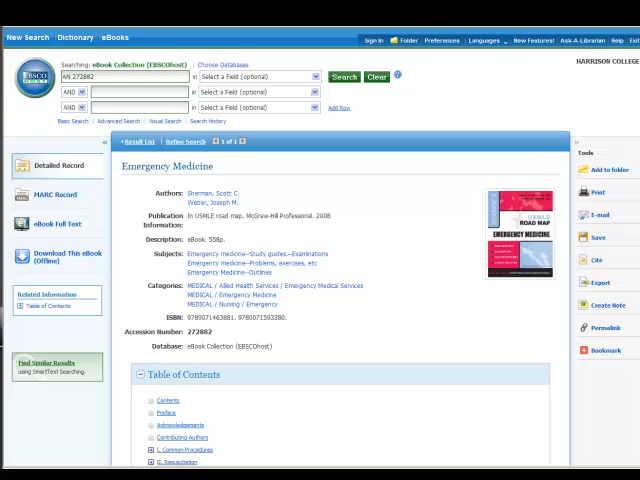 New Search Dictionary eBooks
Sign In Folder Preferences Languages New Features! Ask-A-Librarian Help Exit
HARRISON COLLEGE
Searching: eBook Collection (EBSCOhost) Choose Databases
AN 272882 in Select a Field (optional) Search Clear
AND in Select a Field (optional)
AND in Select a Field (optional) Add Row
Basic Search Advanced Search Visual Search Search History
EBSCO HOST
Result List Refine Search 1 of 1
Detailed Record
MARC Record
eBook Full Text
Download This eBook
(Offline)
Related Information
Table of Contents
Find Similar Results
using SmartText Searching.
Emergency Medicine
Authors: Sherman, Scott C.
Weber, Joseph M.
Publication In USMLE road map. McGraw-Hill Professional. 2008
Information:
Description: eBook. 558p.
Subjects: Emergency medicine--Study guides.--Examinations
Emergency medicine--Problems, exercises, etc
Emergency Medicine--Outlines
Categories: MEDICAL / Allied Health Services / Emergency Medical Services
MEDICAL / Emergency Medicine
MEDICAL / Nursing / Emergency
ISBN: 9780071463881. 9780071593380.
Accession Number: 272882
Database: eBook Collection (EBSCOhost)
USMLE
ROAD MAP
EMERGENCY MEDICINE
Table of Contents
Contents
Preface
Acknowledgements
Contributing Authors
I. Common Procedures
II. Resuscitation
Tools
Add to folder
Print
E-mail
Save
Cite
Export
Create Note
Permalink
Bookmark